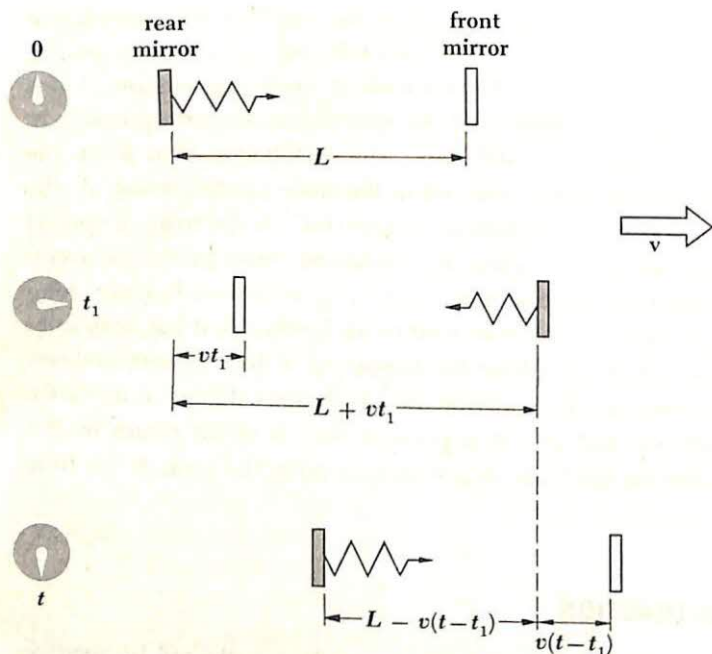 0
rear
mirror
front
mirror
L
v
t₁
vt₁
L + vt₁
t
L − v(t−t₁)
v(t−t₁)